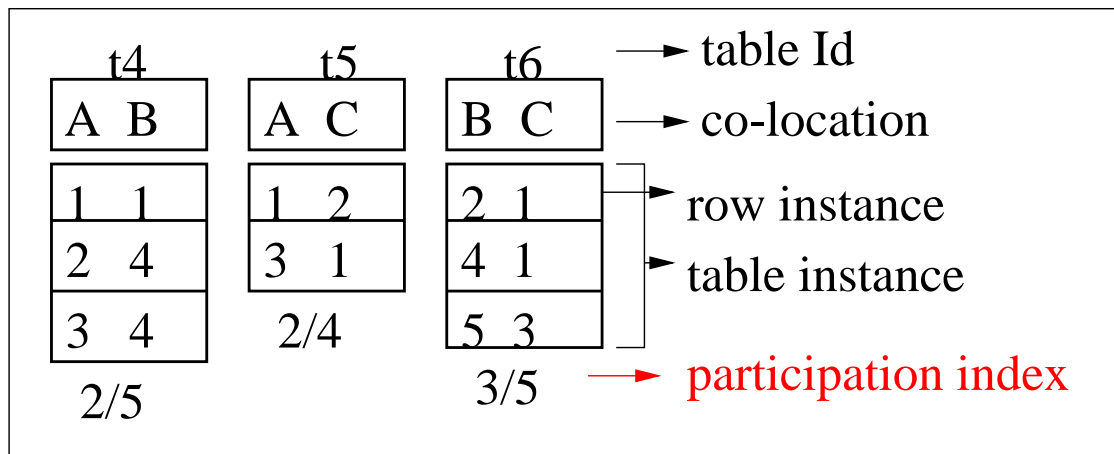 t4 t5 t6 table Id
A B A C B C co-location
1 1 1 2 2 1 row instance
2 4 3 1 4 1 table instance
3 4 2/4 5 3
2/5 3/5 participation index